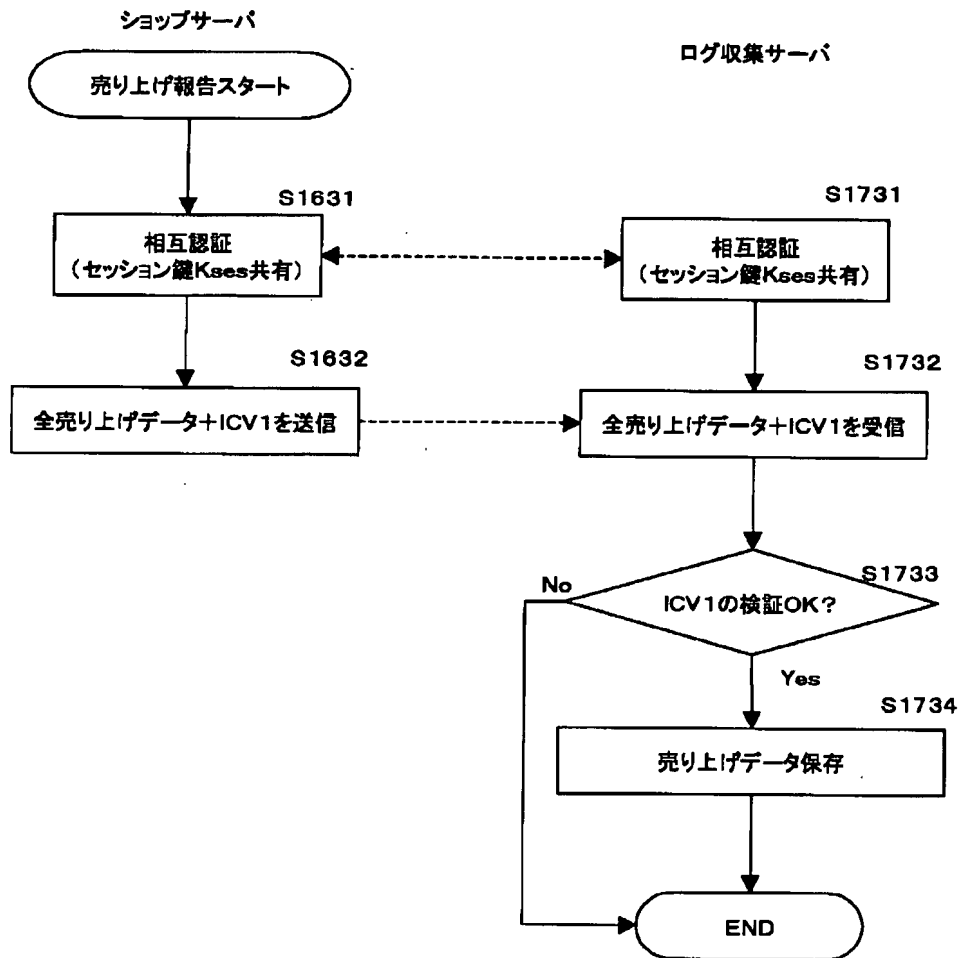 ショップサーバ
ログ収集サーバ
売り上げ報告スタート
S1631
相互認証
(セッション鍵Kses共有)
S1731
相互認証
(セッション鍵Kses共有)
S1632
全売り上げデータ+ICV1を送信
S1732
全売り上げデータ+ICV1を受信
S1733
No
ICV1の検証OK?
Yes
S1734
売り上げデータ保存
END